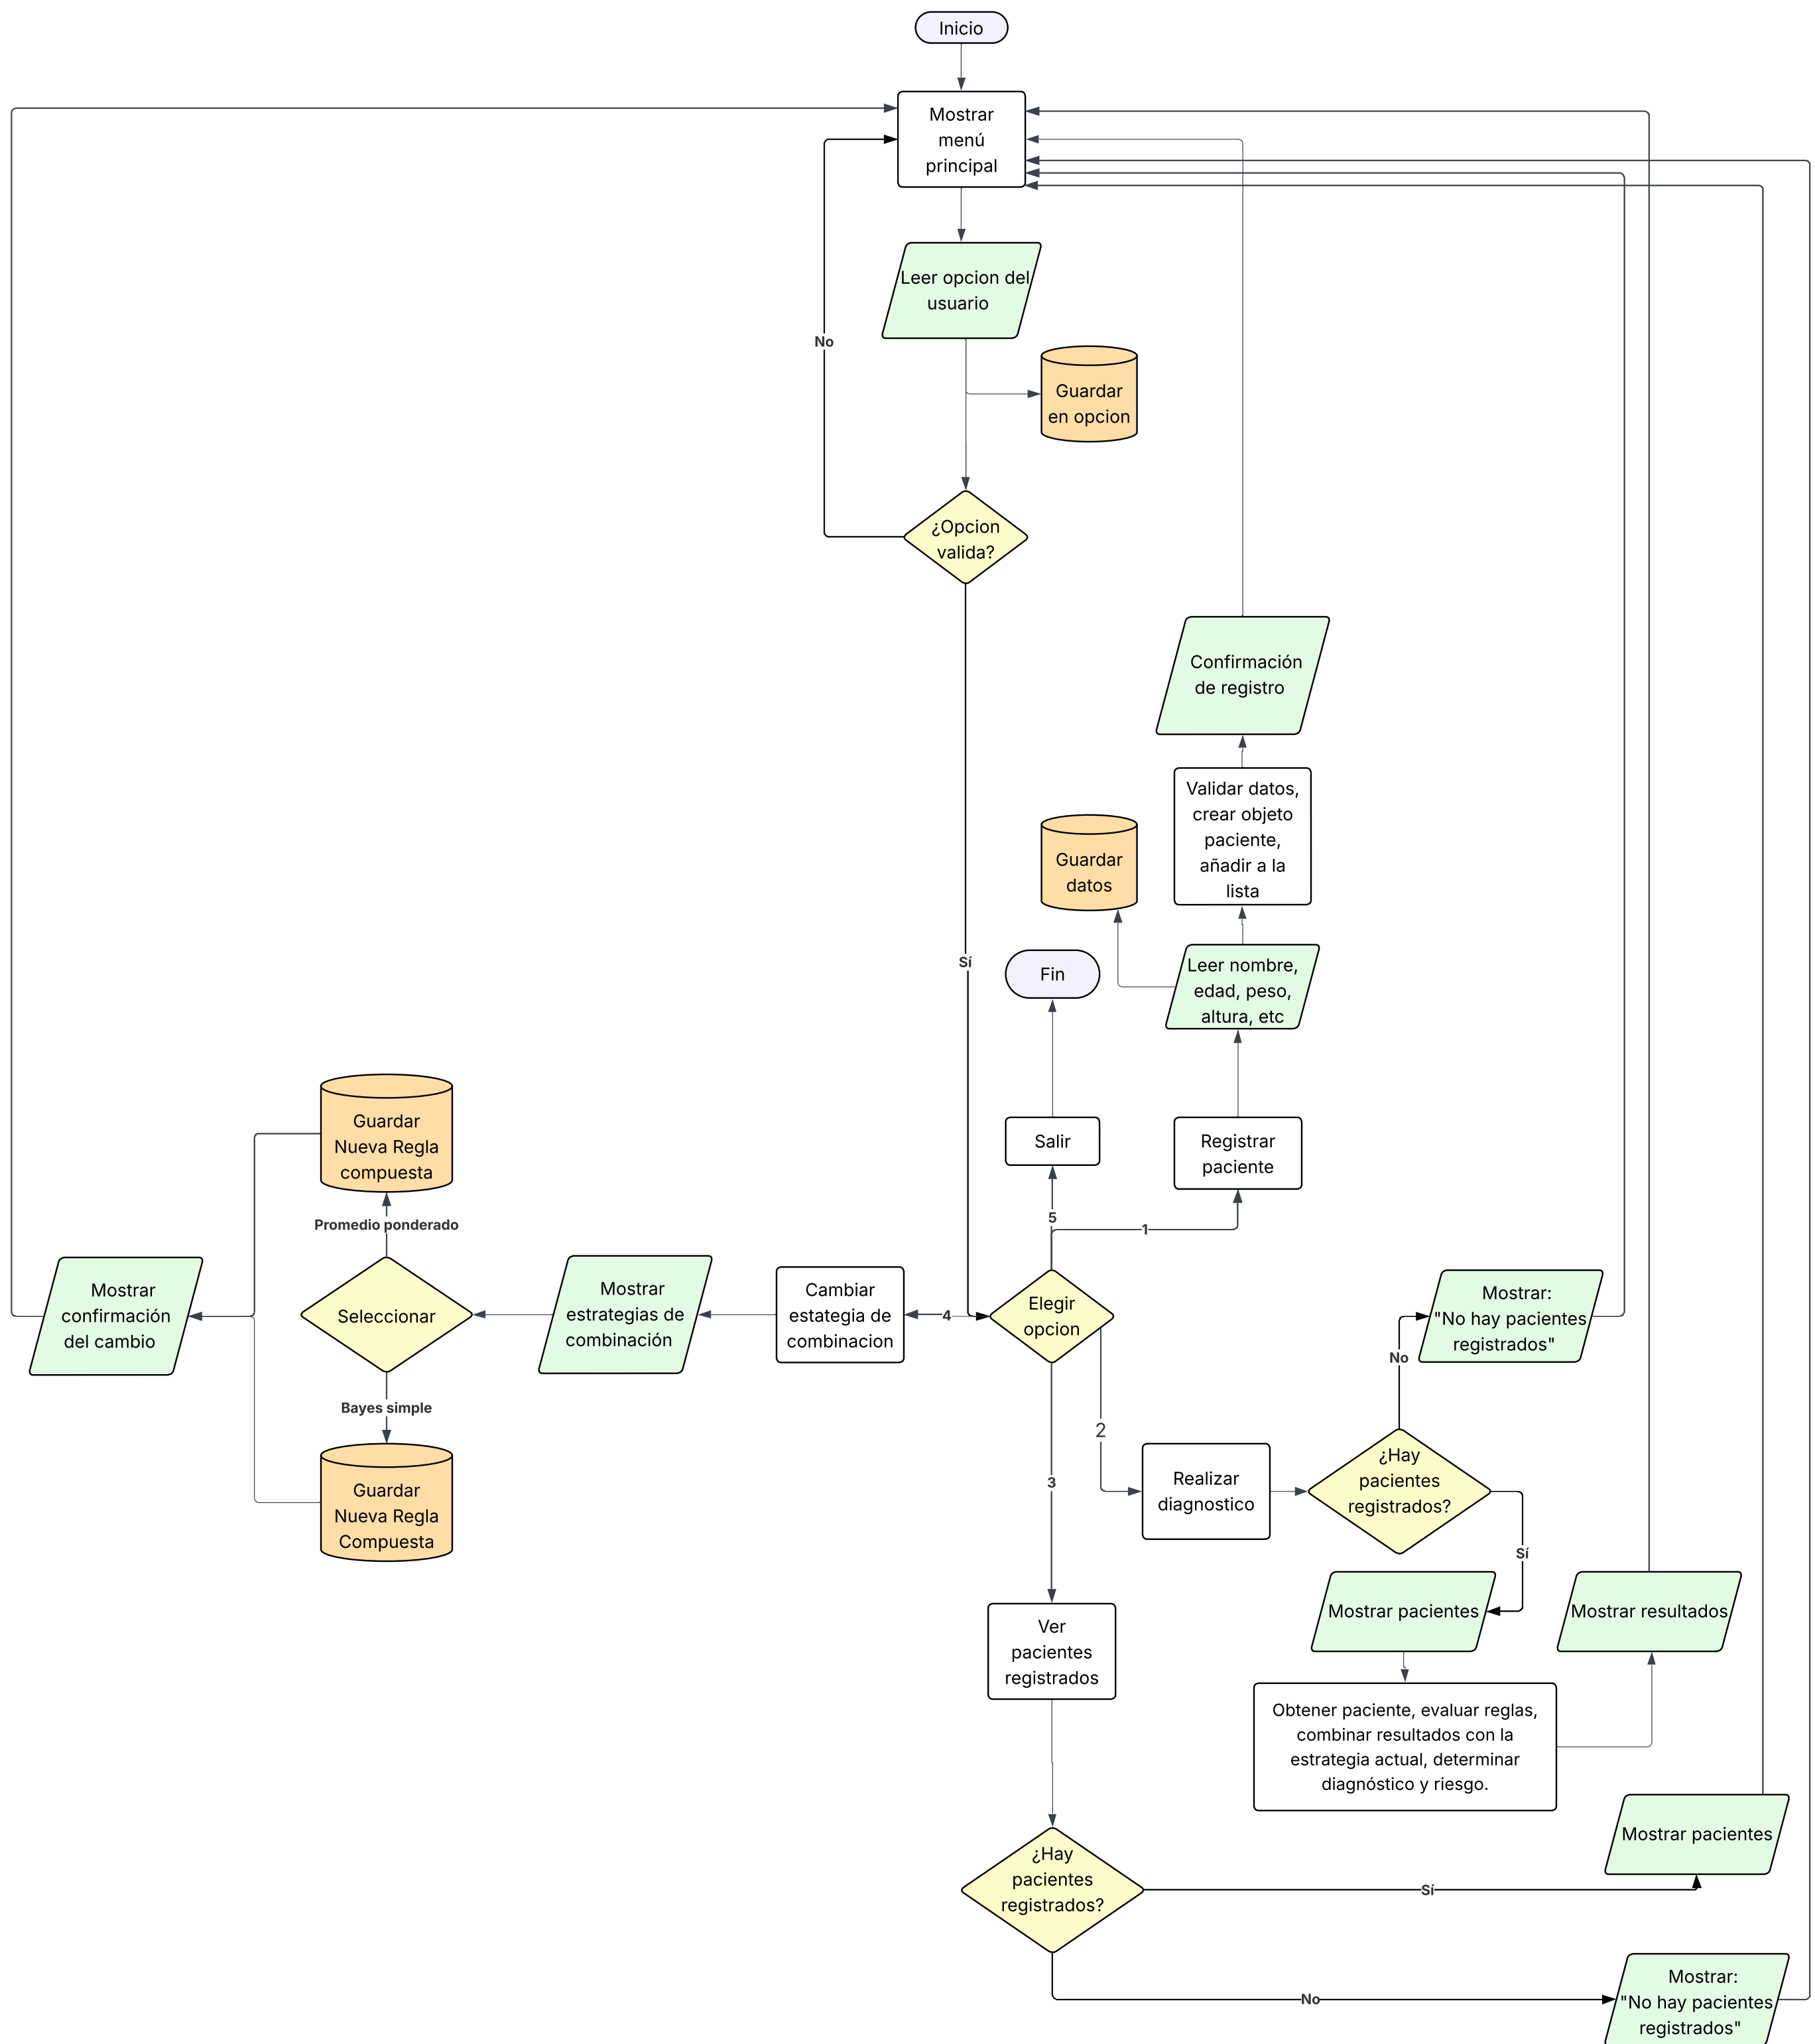 Inicio
Mostrar
menú
principal
Leer opcion del
usuario
No
Guardar
en opcion
¿Opcion
valida?
Confirmación
de registro
Validar datos,
crear objeto
paciente,
añadir a la
lista
Guardar
datos
Sí
Fin
Leer nombre,
edad, peso,
altura, etc
Salir
Registrar
paciente
Guardar
Nueva Regla
compuesta
Promedio ponderado
5
1
Mostrar
confirmación
del cambio
Seleccionar
Mostrar
estrategias de
combinación
Cambiar
estategia de
combinacion
4
Elegir
opcion
Mostrar:
"No hay pacientes
registrados"
No
Bayes simple
2
3
Guardar
Nueva Regla
Compuesta
Realizar
diagnostico
¿Hay
pacientes
registrados?
Sí
Mostrar pacientes
Mostrar resultados
Ver
pacientes
registrados
Obtener paciente, evaluar reglas,
combinar resultados con la
estrategia actual, determinar
diagnóstico y riesgo.
Mostrar pacientes
¿Hay
pacientes
registrados?
Sí
No
Mostrar:
"No hay pacientes
registrados"